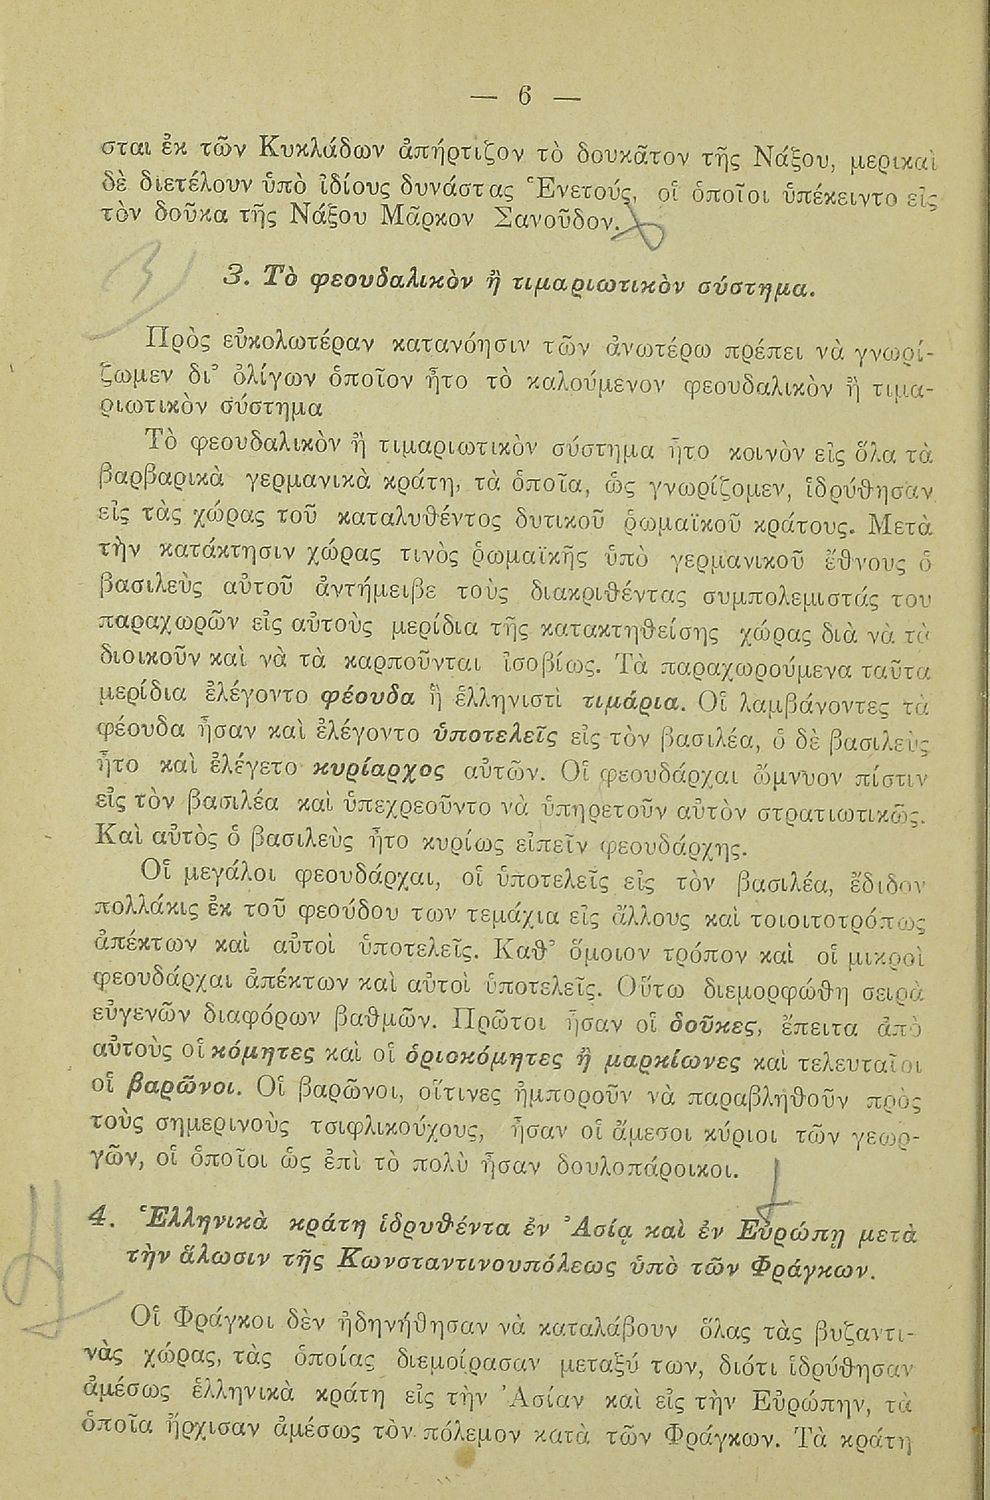 — 6 —
σται ἐκ τῶν Κυκλάδων ἀπήρτιζον τὸ δουκᾶτον τῆς Νάξου, μερικαὶ
δὲ διετέλουν ὑπὸ ἰδίους δυνάστας Ἑνετούς, οἱ ὁποῖοι ὑπέκειντο εἰς
τὸν δοῦκα τῆς Νάξου Μᾶρκον Σανοῦδον.
3. Τὸ φεουδαλικὸν ἢ τιμαριωτικὸν σύστημα.
Πρὸς εὐκολωτέραν κατανόησιν τῶν ἀνωτέρω πρέπει νὰ γνωρί-
ζωμεν δι’ ὀλίγων ὁποῖον ἦτο τὸ καλούμενον φεουδαλικὸν ἢ τιμα-
ριωτικὸν σύστημα
Τὸ φεουδαλικὸν ἢ τιμαριωτικὸν σύστημα ἦτο κοινὸν εἰς ὅλα τὰ
βαρβαρικὰ γερμανικὰ κράτη, τὰ ὁποῖα, ὡς γνωρίζομεν, ἱδρύθησαν
εἰς τὰς χώρας τοῦ καταλυθέντος δυτικοῦ ῥωμαϊκοῦ κράτους. Μετὰ
τὴν κατάκτησιν χώρας τινὸς ῥωμαϊκῆς ὑπὸ γερμανικοῦ ἔθνους ὁ
βασιλεὺς αὐτοῦ ἀντήμειβε τοὺς διακριθέντας συμπολεμιστάς του
παραχωρῶν εἰς αὐτοὺς μερίδια τῆς κατακτηθείσης χώρας διὰ νὰ τὰ
διοικοῦν καὶ νὰ τὰ καρποῦνται ἰσοβίως. Τὰ παραχωρούμενα ταῦτα
μερίδια ἐλέγοντο φέουδα ἢ ἑλληνιστὶ τιμάρια. Οἱ λαμβάνοντες τὰ
φέουδα ἦσαν καὶ ἐλέγοντο ὑποτελεῖς εἰς τὸν βασιλέα, ὁ δὲ βασιλεὺς
ἦτο καὶ ἐλέγετο κυρίαρχος αὐτῶν. Οἱ φεουδάρχαι ὤμνυον πίστιν
εἰς τὸν βασιλέα καὶ ὑπεχρεοῦντο νὰ ὑπηρετοῦν αὐτὸν στρατιωτικῶς.
Καὶ αὐτὸς ὁ βασιλεὺς ἦτο κυρίως εἰπεῖν φεουδάρχης.
Οἱ μεγάλοι φεουδάρχαι, οἱ ὑποτελεῖς εἰς τὸν βασιλέα, ἔδιδον
πολλάκις ἐκ τοῦ φεούδου των τεμάχια εἰς ἄλλους καὶ τοιοιτοτρόπως
ἀπέκτων καὶ αὐτοὶ ὑποτελεῖς. Καθ’ ὅμοιον τρόπον καὶ οἱ μικροὶ
φεουδάρχαι ἀπέκτων καὶ αὐτοὶ ὑποτελεῖς. Οὕτω διεμορφώθη σειρὰ
εὐγενῶν διαφόρων βαθμῶν. Πρῶτοι ἦσαν οἱ δοῦκες, ἔπειτα ἀπὸ
αὐτοὺς οἱ κόμητες καὶ οἱ ὁριοκόμητες ἢ μαρκίωνες καὶ τελευταῖοι
οἱ βαρῶνοι. Οἱ βαρῶνοι, οἵτινες ἠμποροῦν νὰ παραβληθοῦν πρὸς
τοὺς σημερινοὺς τσιφλικούχους, ἦσαν οἱ ἄμεσοι κύριοι τῶν γεωρ-
γῶν, οἱ ὁποῖοι ὡς ἐπὶ τὸ πολὺ ἦσαν δουλοπάροικοι.
4. Ἑλληνικὰ κράτη ἱδρυθέντα ἐν Ἀσίᾳ καὶ ἐν Εὐρώπῃ μετὰ
τὴν ἅλωσιν τῆς Κωνσταντινουπόλεως ὑπὸ τῶν Φράγκων.
Οἱ Φράγκοι δὲν ἠδηνήθησαν νὰ καταλάβουν ὅλας τὰς βυζαντι-
νὰς χώρας, τὰς ὁποίας διεμοίρασαν μεταξύ των, διότι ἱδρύθησαν
ἀμέσως ἑλληνικὰ κράτη εἰς τὴν Ἀσίαν καὶ εἰς τὴν Εὐρώπην, τὰ
ὁποῖα ἤρχισαν ἀμέσως τὸν πόλεμον κατὰ τῶν Φράγκων. Τὰ κράτη